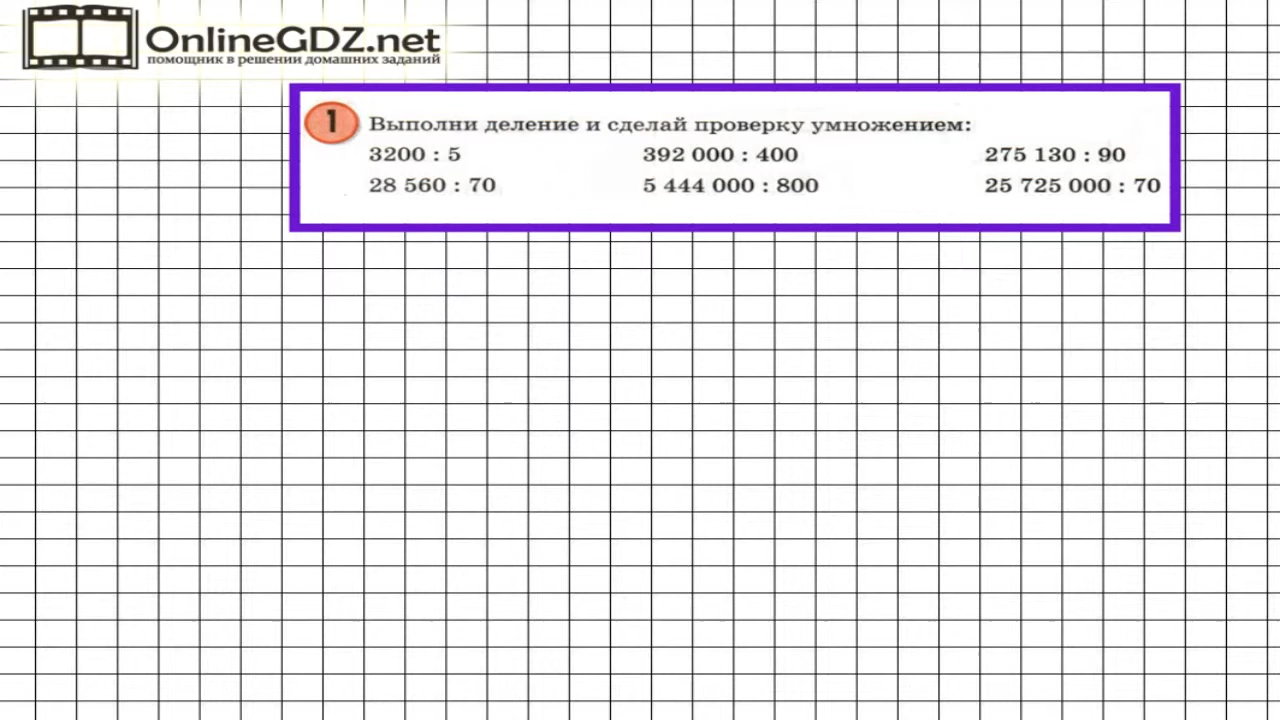 OnlineGDZ.net
помощник в решении домашних заданий
1 Выполни деление и сделай проверку умножением:
3200 : 5 392 000 : 400 275 130 : 90
28 560 : 70 5 444 000 : 800 25 725 000 : 70